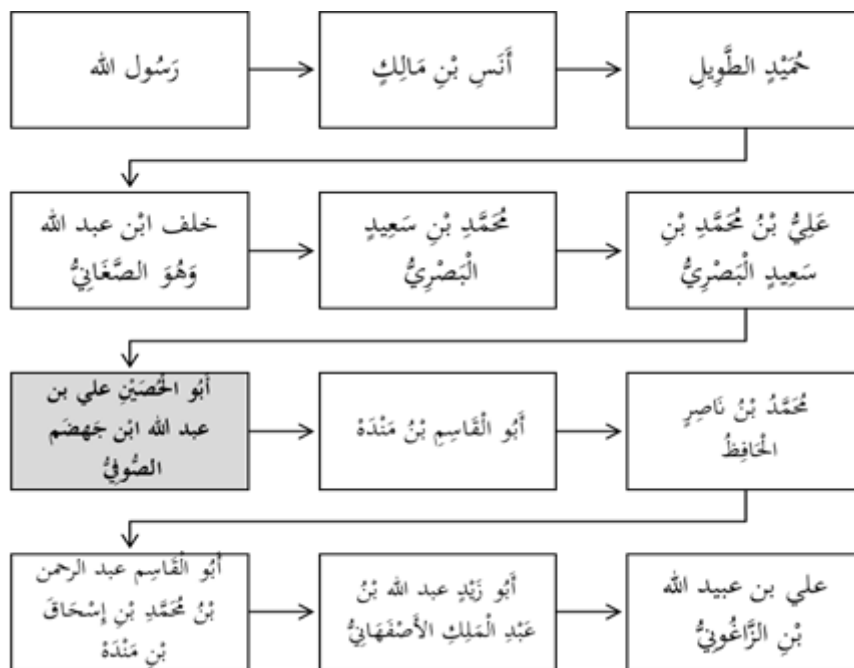 رَسُول الله
أَنَسِ بْنِ مَالِكٍ
حُمَيْدٍ الطَّوِيلِ
خلف ابْن عبد الله
وَهُوَ الصَّغَانِيُّ
مُحَمَّدِ بْنِ سَعِيدٍ
الْبَصْرِيُّ
عَلِيُّ بْنُ مُحَمَّدِ بْنِ
سَعِيدٍ الْبَصْرِيُّ
أَبُو الْحُصَيْنِ علي بن
عبد الله ابْن جَهضَم
الصُّوفِيُّ
أَبُو الْقَاسِمِ بْنُ مَنْدَهْ
مُحَمَّدُ بْنُ نَاصِرٍ
الْحَافِظُ
أَبُو الْقَاسِم عبد الرحمن
بْنُ مُحَمَّدِ بْنِ إِسْحَاقَ
بْنِ مَنْدَهْ
أَبُو زَيْدٍ عبد الله بْنُ
عَبْدِ الْمَلِكِ الأَصْفَهَانِيُّ
علي بن عبيد الله
بْنِ الزَّاغُونِيُّ